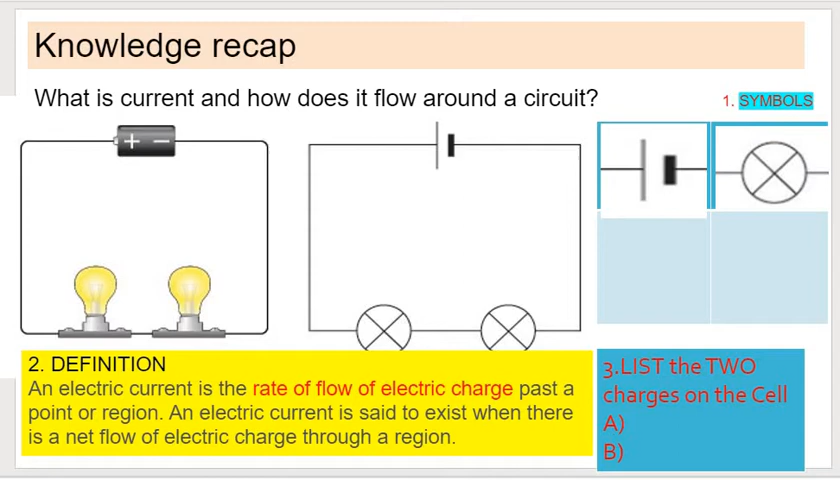 Knowledge recap
What is current and how does it flow around a circuit?
1. SYMBOLS
+ −
2. DEFINITION
An electric current is the rate of flow of electric charge past a
point or region. An electric current is said to exist when there
is a net flow of electric charge through a region.
3.LIST the TWO
charges on the Cell
A)
B)